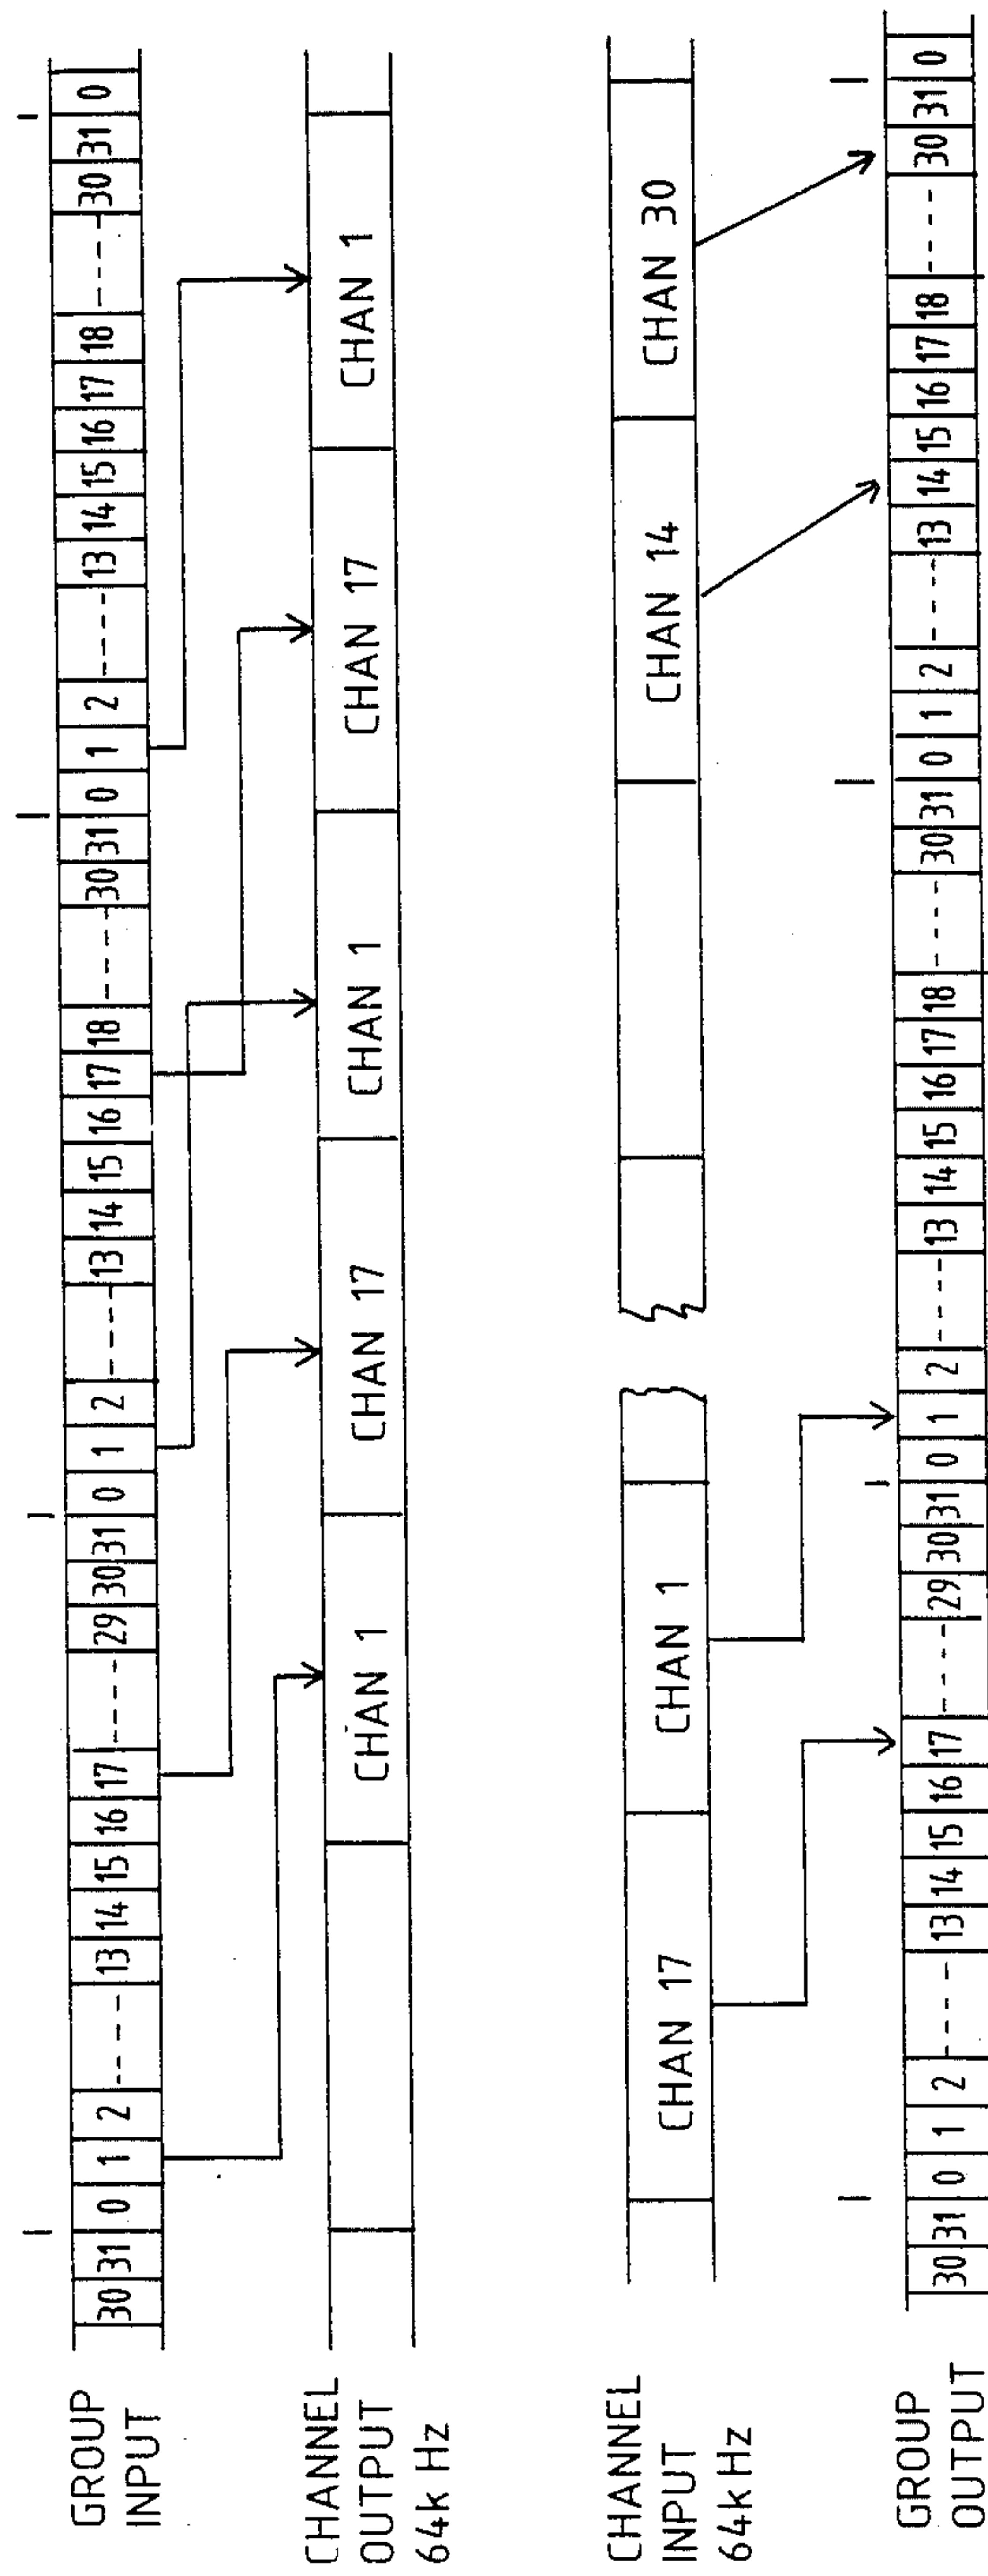 GROUP
INPUT
30 31 0 1 2 ---- 13 14 15 16 17 ---- 29 30 31 0 1 2 ---- 13 14 15 16 17 18 ---- 30 31 0 1 2 ---- 13 14 15 16 17 18 ---- 30 31 0
CHANNEL
OUTPUT
64k Hz
CHAN 1 CHAN 17 CHAN 1 CHAN 17 CHAN 1
CHANNEL
INPUT
64k Hz
CHAN 17 CHAN 1 CHAN 14 CHAN 30
GROUP
OUTPUT
30 31 0 1 2 ---- 13 14 15 16 17 ---- 29 30 31 0 1 2 ---- 13 14 15 16 17 18 ---- 30 31 0 1 2 ---- 13 14 15 16 17 18 ---- 30 31 0